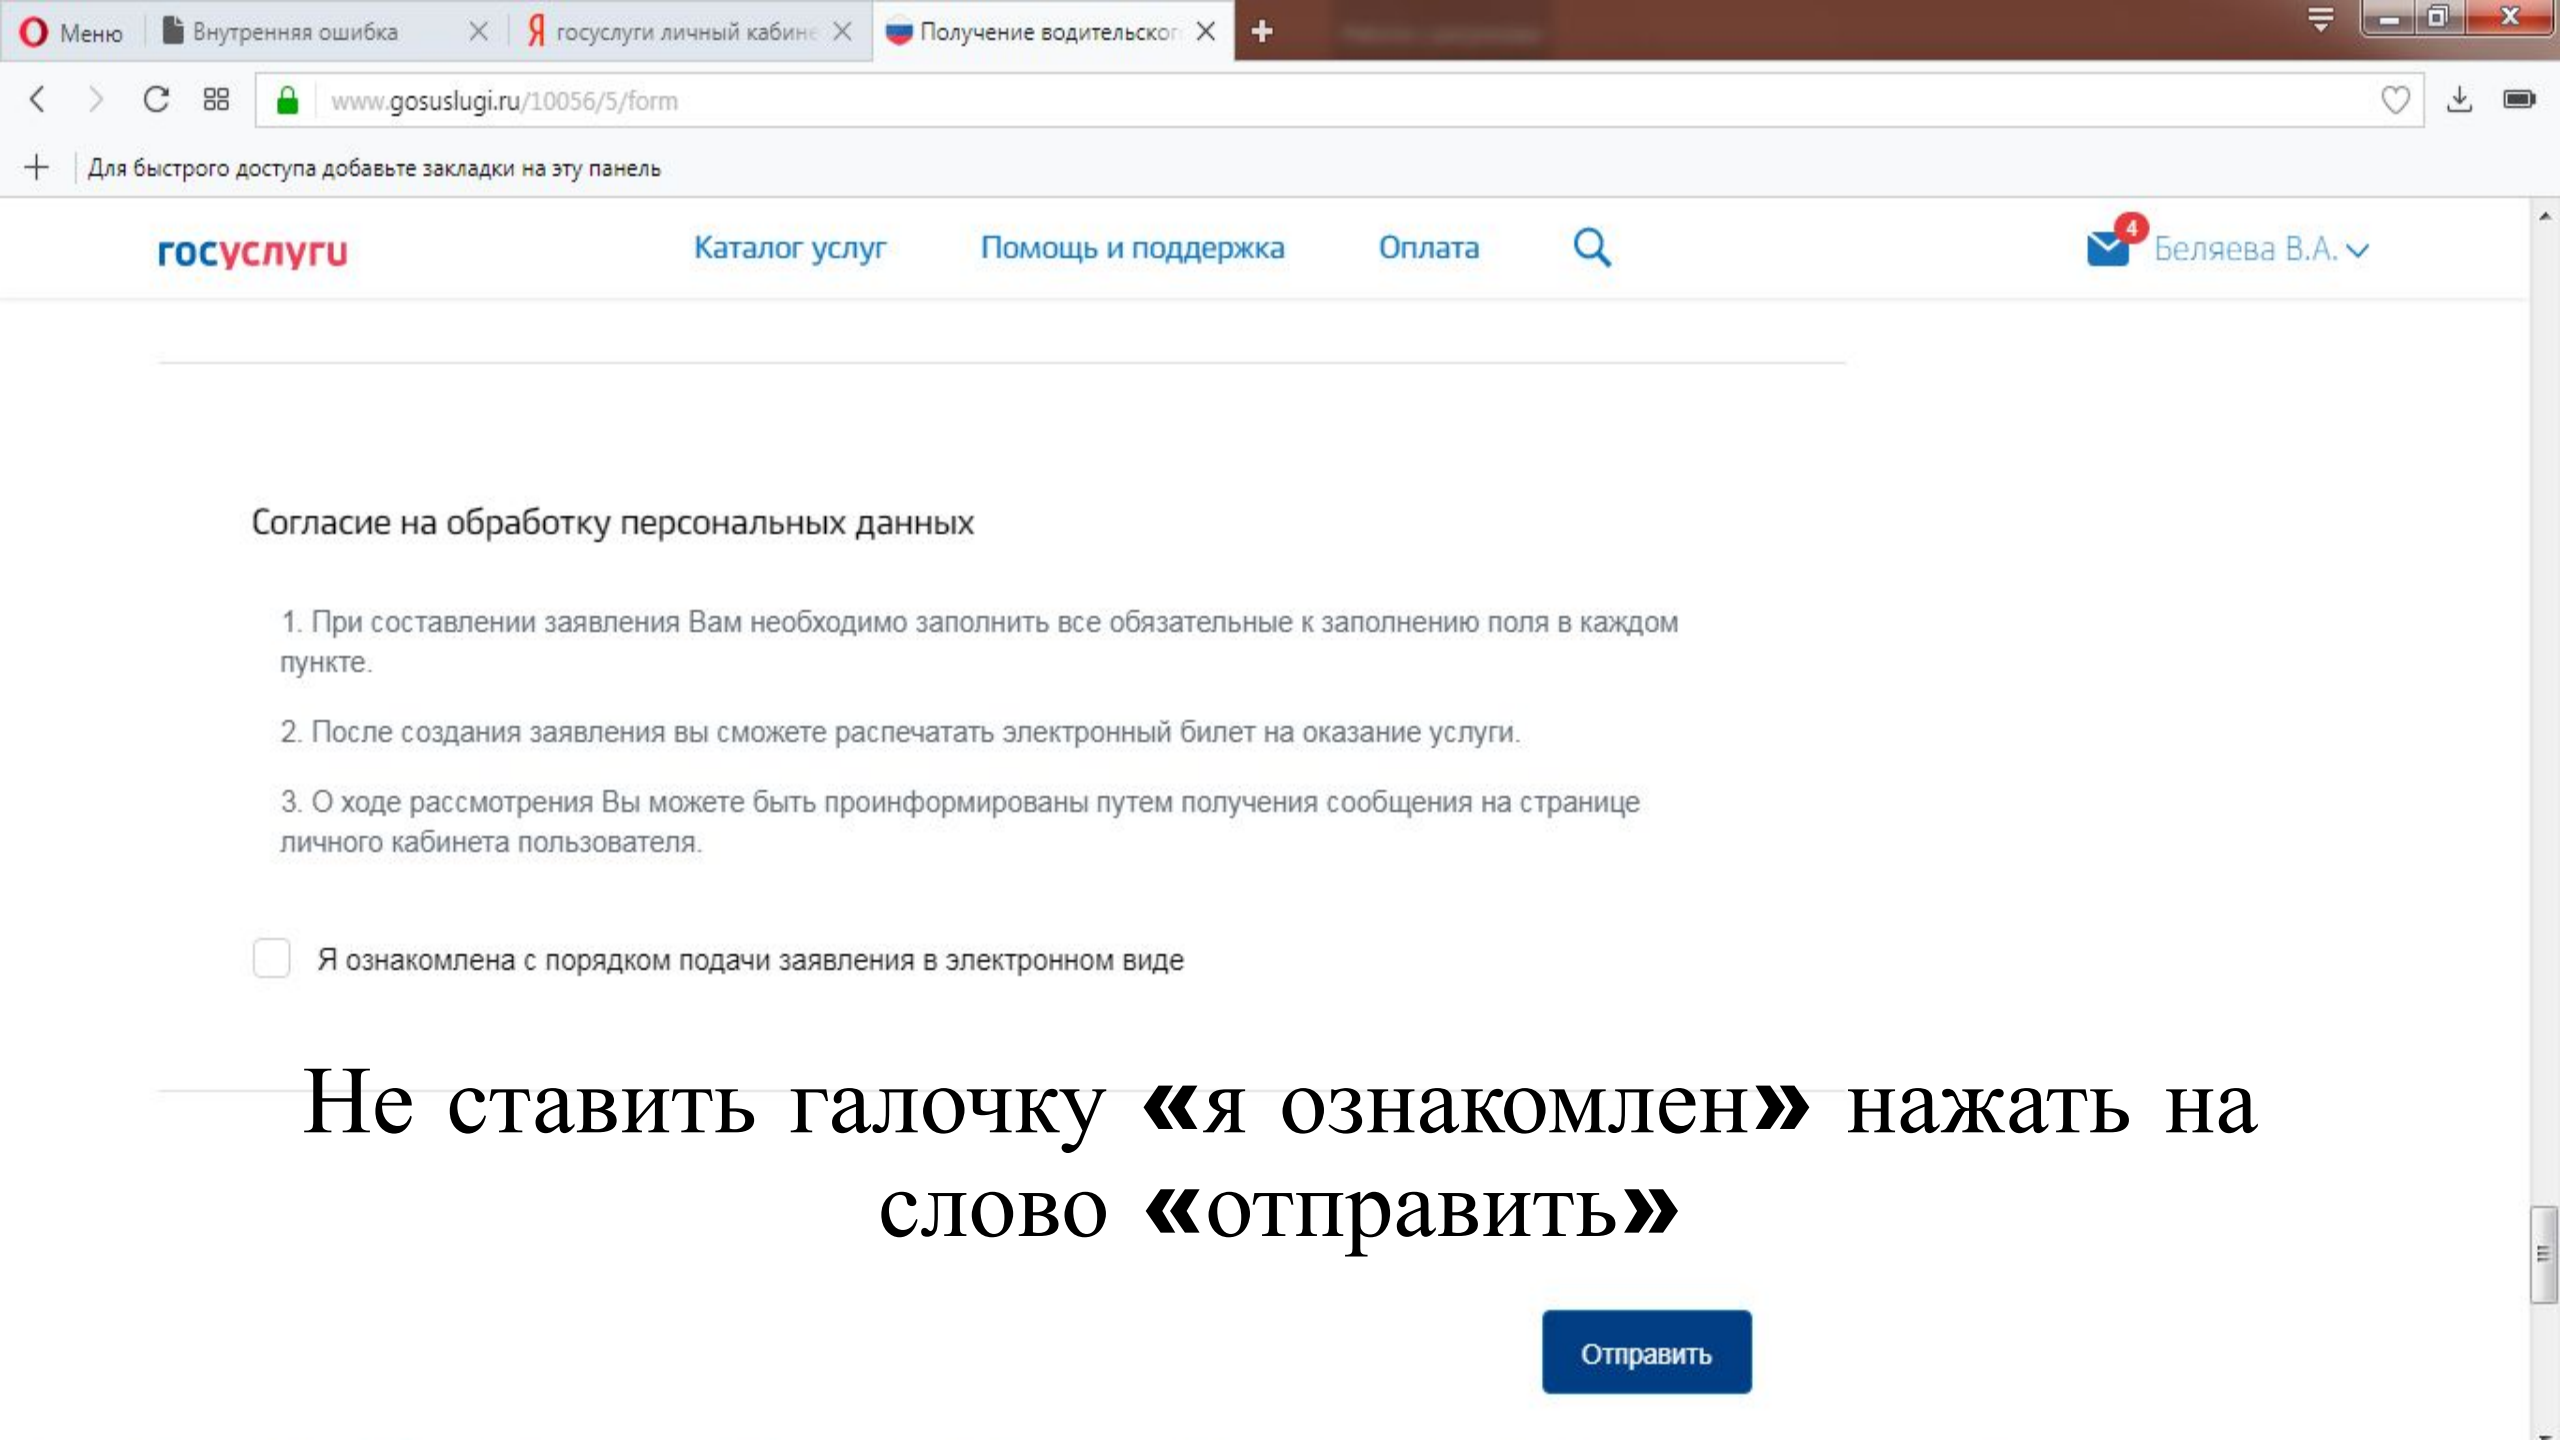 Меню
Внутренняя ошибка
госуслуги личный кабине
Получение водительског
www.gosuslugi.ru/10056/5/form
Для быстрого доступа добавьте закладки на эту панель
госуслуги
Каталог услуг
Помощь и поддержка
Оплата
4
Беляева В.А.
Согласие на обработку персональных данных
1. При составлении заявления Вам необходимо заполнить все обязательные к заполнению поля в каждом
пункте.
2. После создания заявления вы сможете распечатать электронный билет на оказание услуги.
3. О ходе рассмотрения Вы можете быть проинформированы путем получения сообщения на странице
личного кабинета пользователя.
Я ознакомлена с порядком подачи заявления в электронном виде
Не ставить галочку «я ознакомлен» нажать на
слово «отправить»
Отправить